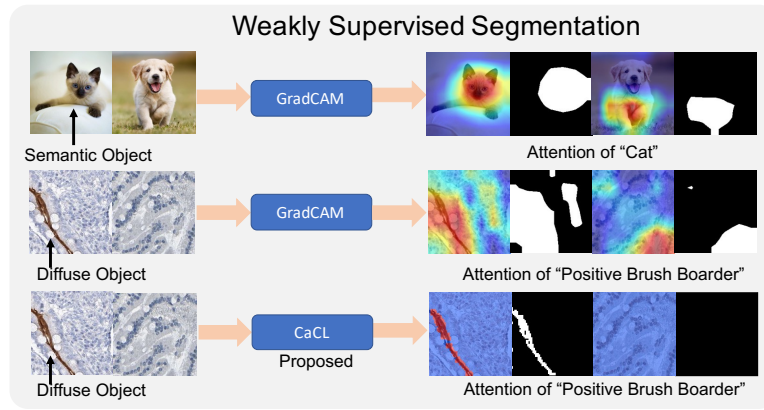 Weakly Supervised Segmentation
GradCAM
Semantic Object
Attention of “Cat”
GradCAM
Diffuse Object
Attention of “Positive Brush Boarder”
CaCL
Proposed
Diffuse Object
Attention of “Positive Brush Boarder”